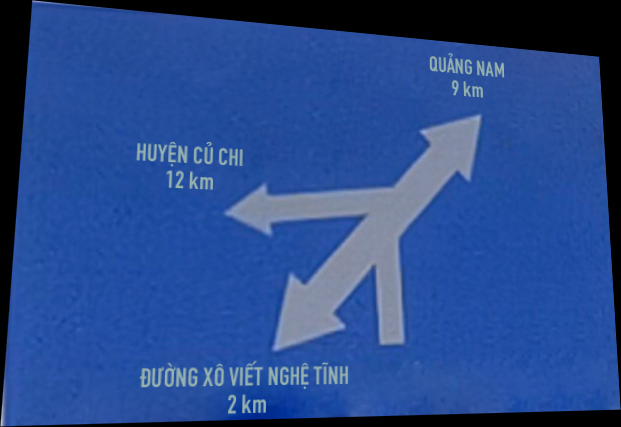 QUẢNG NAM
9 km
HUYỆN CỦ CHI
12 km
ĐƯỜNG XÔ VIẾT NGHỆ TĨNH
2 km